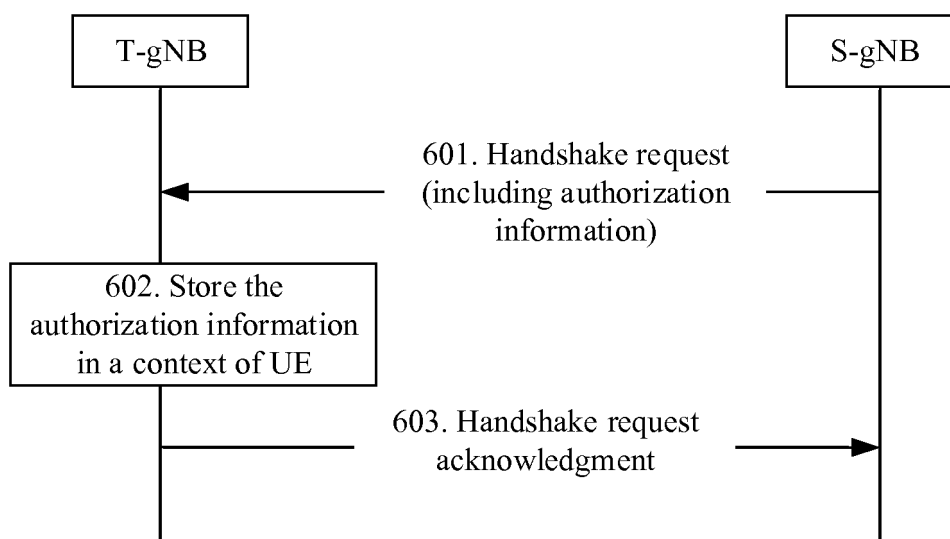 T-gNB
S-gNB
601. Handshake request
(including authorization
information)
602. Store the
authorization information
in a context of UE
603. Handshake request
acknowledgment